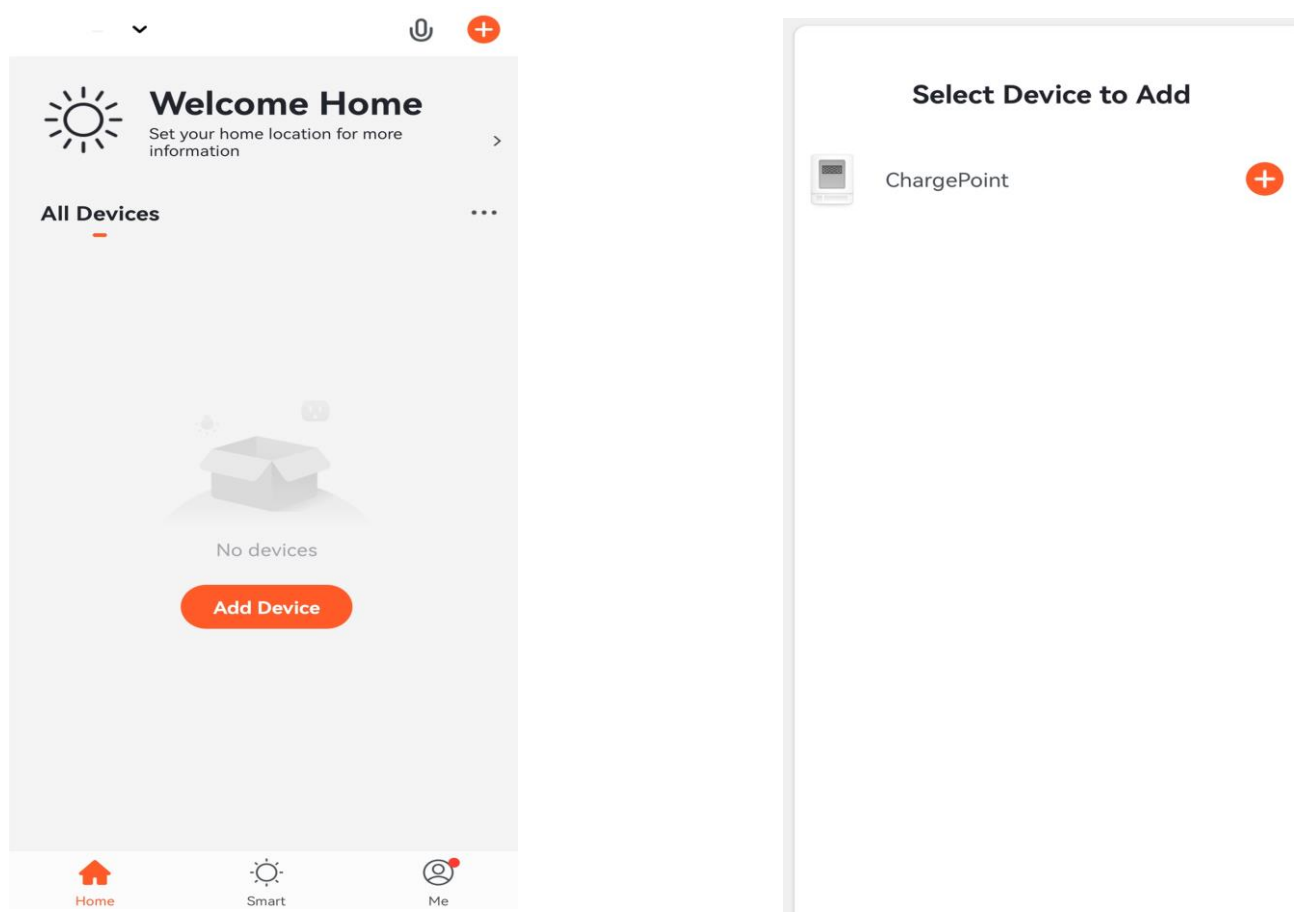 Welcome Home
Set your home location for more
information
All Devices
No devices
Add Device
Home
Smart
Me
Select Device to Add
ChargePoint